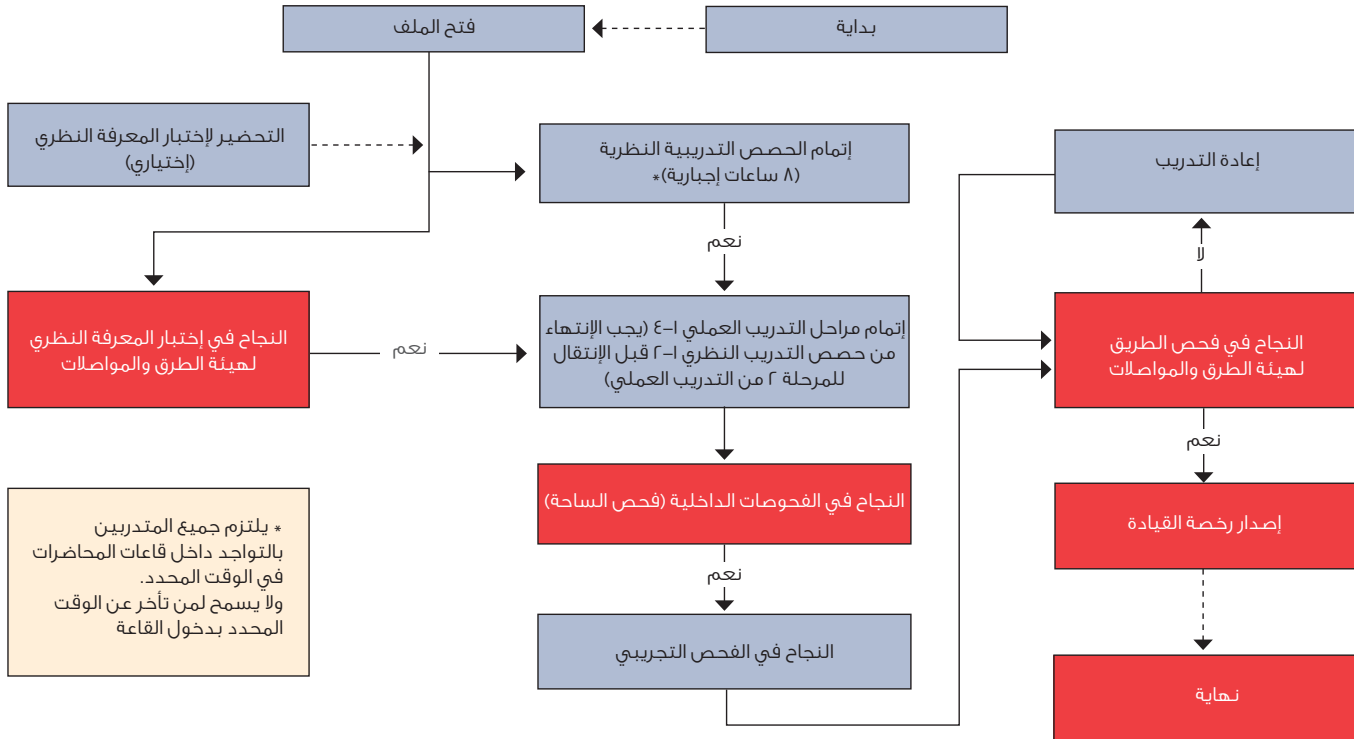 بداية
فتح الملف
التحضير لإختبار المعرفة النظري
(إختياري)
إتمام الحصص التدريبية النظرية
(٨ ساعات إجبارية)*
نعم
النجاح في إختبار المعرفة النظري
لهيئة الطرق والمواصلات
نعم
إتمام مراحل التدريب العملي ١-٤ (يجب الإنتهاء
من حصص التدريب النظري ١-٢ قبل الإنتقال
للمرحلة ٢ من التدريب العملي)
النجاح في الفحوصات الداخلية (فحص الساحة)
نعم
النجاح في الفحص التجريبي
إعادة التدريب
لا
النجاح في فحص الطريق
لهيئة الطرق والمواصلات
نعم
إصدار رخصة القيادة
نهاية
* يلتزم جميع المتدربين
بالتواجد داخل قاعات المحاضرات
في الوقت المحدد.
ولا يسمح لمن تأخر عن الوقت
المحدد بدخول القاعة